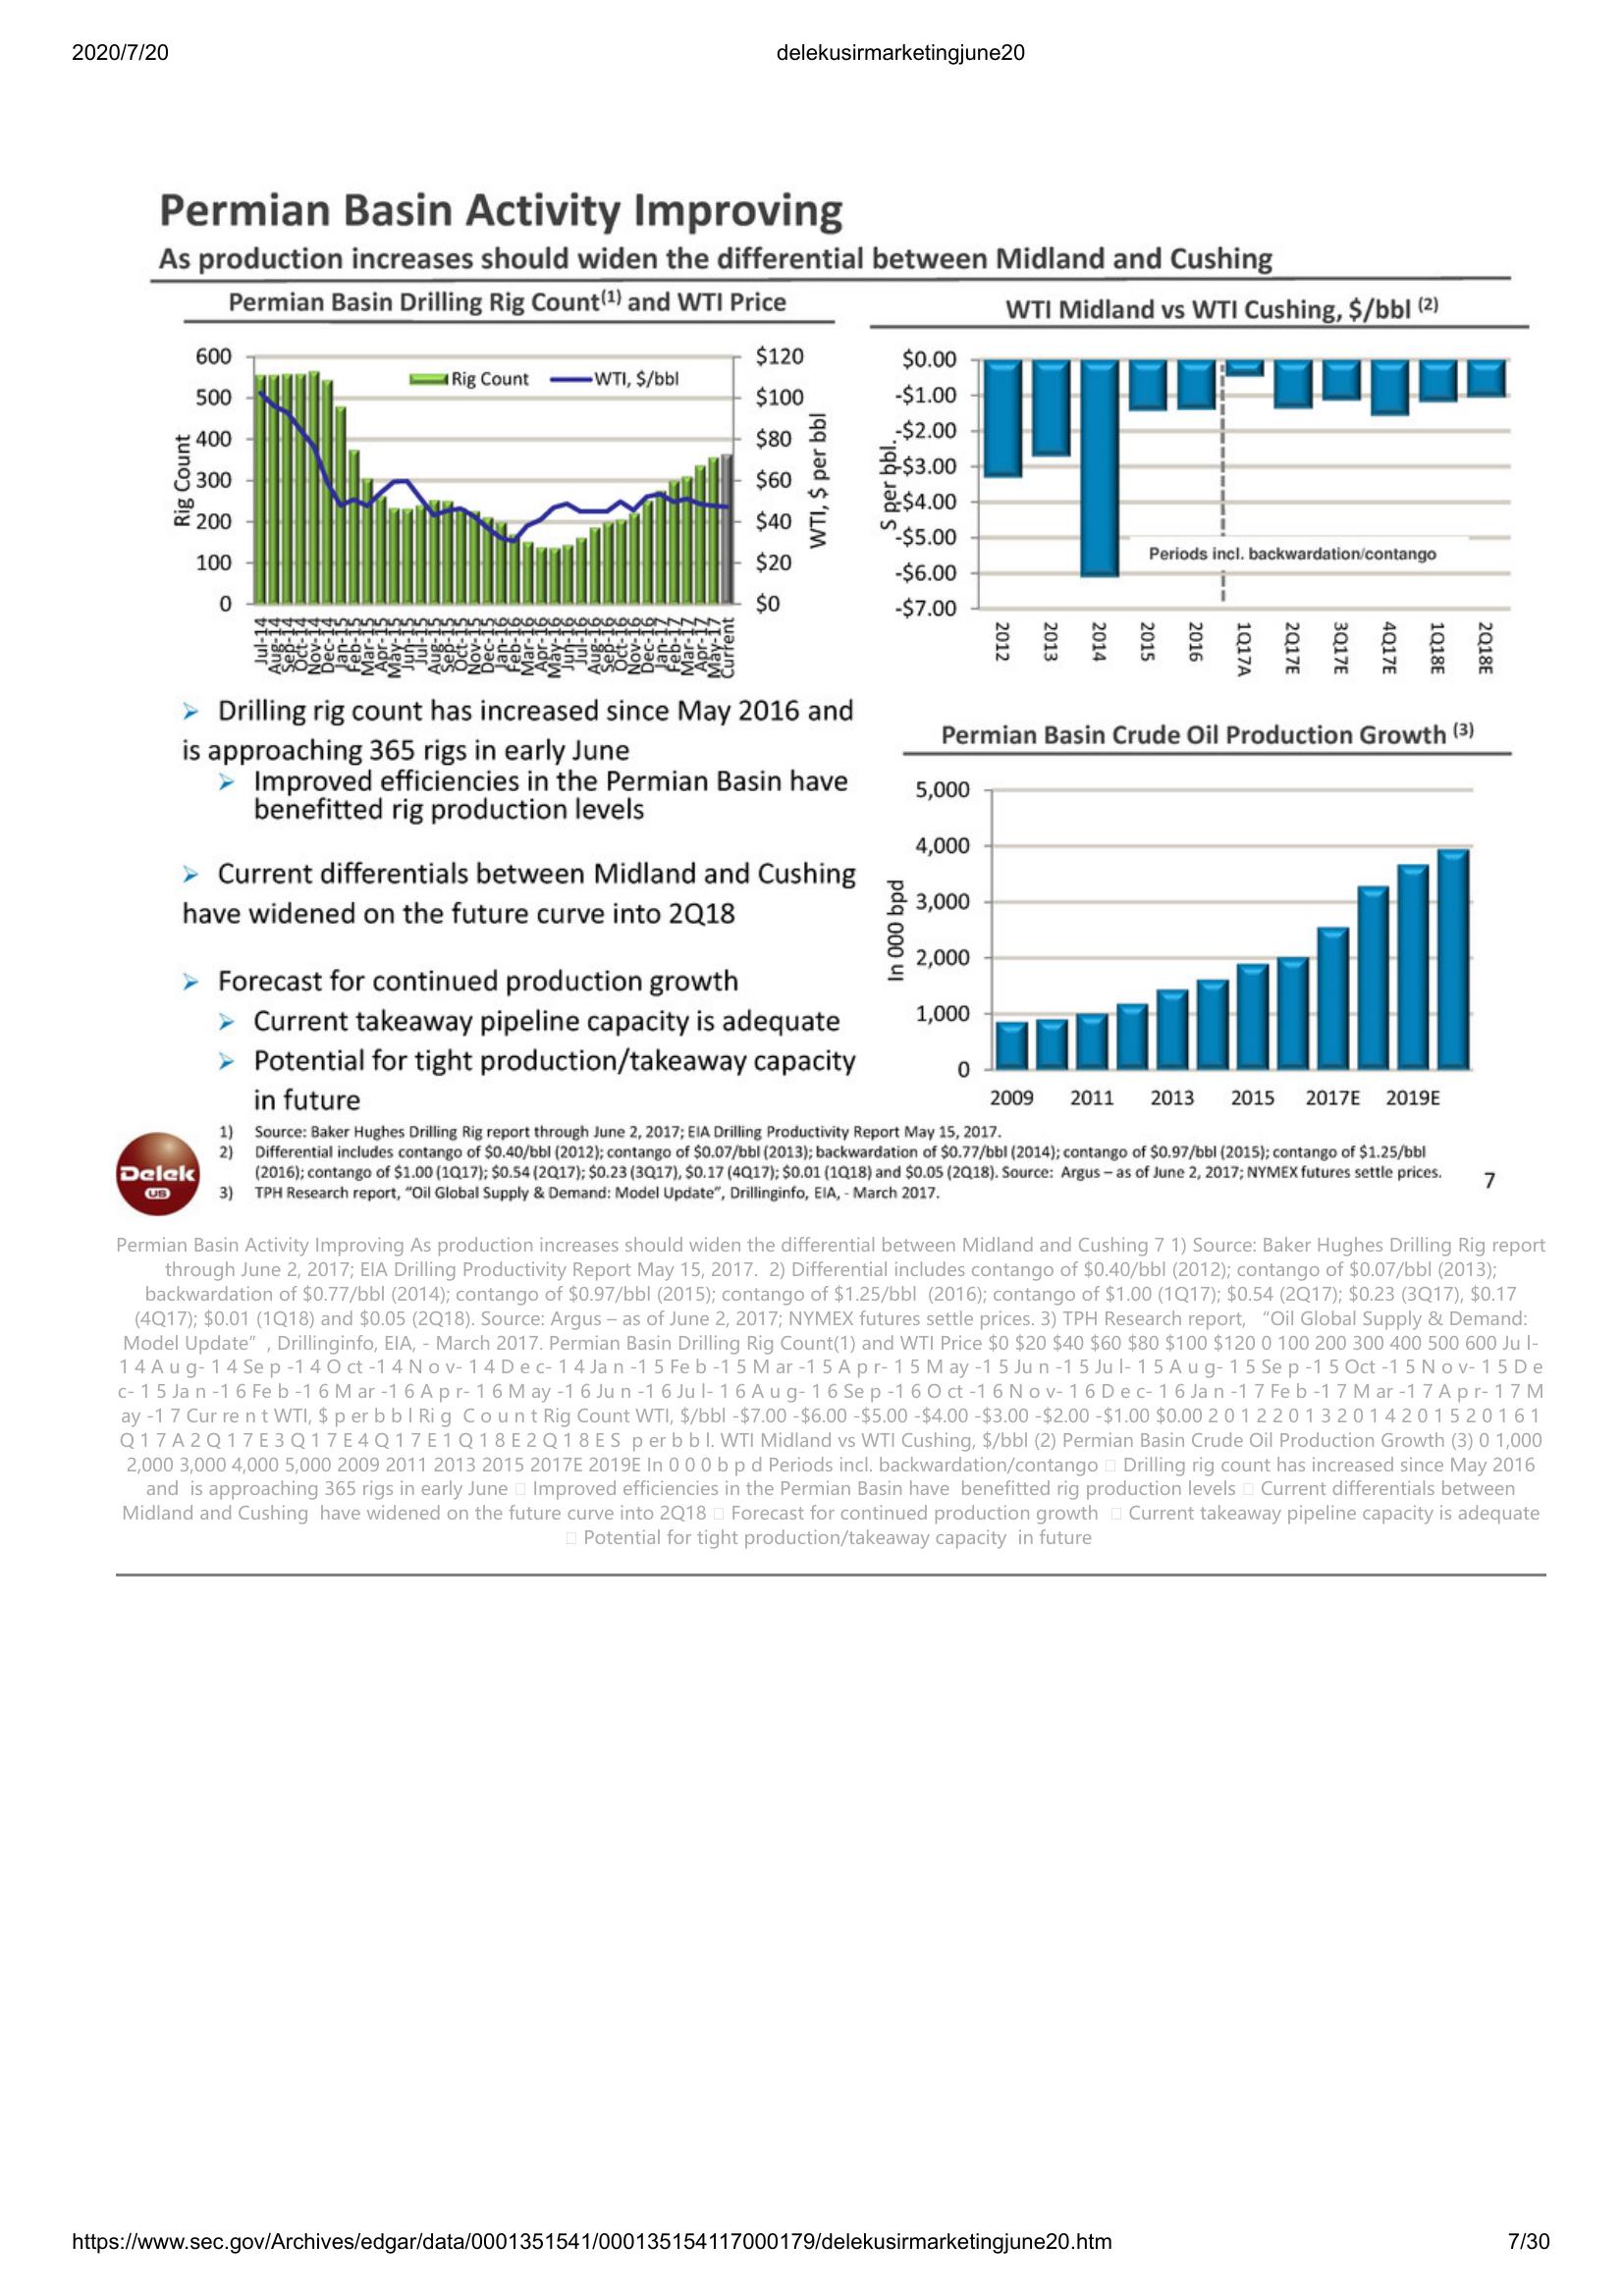 2020/7/20
delekusirmarketingjune20
Permian Basin Activity Improving
As production increases should widen the differential between Midland and Cushing
Permian Basin Drilling Rig Count(1) and WTI Price
600
500
400
300
200
100
0
Rig Count
Rig Count
WTI, $/bbl
$120
$100
$80
$60
$40
$20
$0
WTI, $ per bbl
Jul-14
Aug-14
Sep-14
Oct-14
Nov-14
Dec-14
Jan-15
Feb-15
Mar-15
Apr-15
May-15
Jun-15
Jul-15
Aug-15
Sep-15
Oct-15
Nov-15
Dec-15
Jan-16
Feb-16
Mar-16
Apr-16
May-16
Jun-16
Jul-16
Aug-16
Sep-16
Oct-16
Nov-16
Dec-16
Jan-17
Feb-17
Mar-17
Apr-17
May-17
Current
WTI Midland vs WTI Cushing, $/bbl (2)
$0.00
-$1.00
-$2.00
-$3.00
-$4.00
-$5.00
-$6.00
-$7.00
S per bbl.
Periods incl. backwardation/contango
2012
2013
2014
2015
2016
1Q17A
2Q17E
3Q17E
4Q17E
1Q18E
2Q18E
➢ Drilling rig count has increased since May 2016 and
is approaching 365 rigs in early June
➢ Improved efficiencies in the Permian Basin have
benefitted rig production levels
➢ Current differentials between Midland and Cushing
have widened on the future curve into 2Q18
➢ Forecast for continued production growth
➢ Current takeaway pipeline capacity is adequate
➢ Potential for tight production/takeaway capacity
in future
Permian Basin Crude Oil Production Growth (3)
5,000
4,000
3,000
2,000
1,000
0
In 000 bpd
2009 2011 2013 2015 2017E 2019E
1) Source: Baker Hughes Drilling Rig report through June 2, 2017; EIA Drilling Productivity Report May 15, 2017.
2) Differential includes contango of $0.40/bbl (2012); contango of $0.07/bbl (2013); backwardation of $0.77/bbl (2014); contango of $0.97/bbl (2015); contango of $1.25/bbl
(2016); contango of $1.00 (1Q17); $0.54 (2Q17); $0.23 (3Q17), $0.17 (4Q17); $0.01 (1Q18) and $0.05 (2Q18). Source: Argus – as of June 2, 2017; NYMEX futures settle prices.
3) TPH Research report, “Oil Global Supply & Demand: Model Update”, Drillinginfo, EIA, - March 2017.
Delek
US
7
Permian Basin Activity Improving As production increases should widen the differential between Midland and Cushing 7 1) Source: Baker Hughes Drilling Rig report
through June 2, 2017; EIA Drilling Productivity Report May 15, 2017. 2) Differential includes contango of $0.40/bbl (2012); contango of $0.07/bbl (2013);
backwardation of $0.77/bbl (2014); contango of $0.97/bbl (2015); contango of $1.25/bbl (2016); contango of $1.00 (1Q17); $0.54 (2Q17); $0.23 (3Q17), $0.17
(4Q17); $0.01 (1Q18) and $0.05 (2Q18). Source: Argus – as of June 2, 2017; NYMEX futures settle prices. 3) TPH Research report, “Oil Global Supply & Demand:
Model Update” , Drillinginfo, EIA, - March 2017. Permian Basin Drilling Rig Count(1) and WTI Price $0 $20 $40 $60 $80 $100 $120 0 100 200 300 400 500 600 Ju l-
1 4 A u g- 1 4 Se p -1 4 O ct -1 4 N o v- 1 4 D e c- 1 4 Ja n -1 5 Fe b -1 5 M ar -1 5 A p r- 1 5 M ay -1 5 Ju n -1 5 Ju l- 1 5 A u g- 1 5 Se p -1 5 Oct -1 5 N o v- 1 5 D e
c- 1 5 Ja n -1 6 Fe b -1 6 M ar -1 6 A p r- 1 6 M ay -1 6 Ju n -1 6 Ju l- 1 6 A u g- 1 6 Se p -1 6 O ct -1 6 N o v- 1 6 D e c- 1 6 Ja n -1 7 Fe b -1 7 M ar -1 7 A p r- 1 7 M
ay -1 7 Cur re n t WTI, $ p er b b l Ri g C o u n t Rig Count WTI, $/bbl -$7.00 -$6.00 -$5.00 -$4.00 -$3.00 -$2.00 -$1.00 $0.00 2 0 1 2 2 0 1 3 2 0 1 4 2 0 1 5 2 0 1 6 1
Q 1 7 A 2 Q 1 7 E 3 Q 1 7 E 4 Q 1 7 E 1 Q 1 8 E 2 Q 1 8 E S p er b b l. WTI Midland vs WTI Cushing, $/bbl (2) Permian Basin Crude Oil Production Growth (3) 0 1,000
2,000 3,000 4,000 5,000 2009 2011 2013 2015 2017E 2019E In 0 0 0 b p d Periods incl. backwardation/contango Drilling rig count has increased since May 2016
and is approaching 365 rigs in early June Improved efficiencies in the Permian Basin have benefitted rig production levels Current differentials between
Midland and Cushing have widened on the future curve into 2Q18 Forecast for continued production growth Current takeaway pipeline capacity is adequate
Potential for tight production/takeaway capacity in future
https://www.sec.gov/Archives/edgar/data/0001351541/000135154117000179/delekusirmarketingjune20.htm
7/30